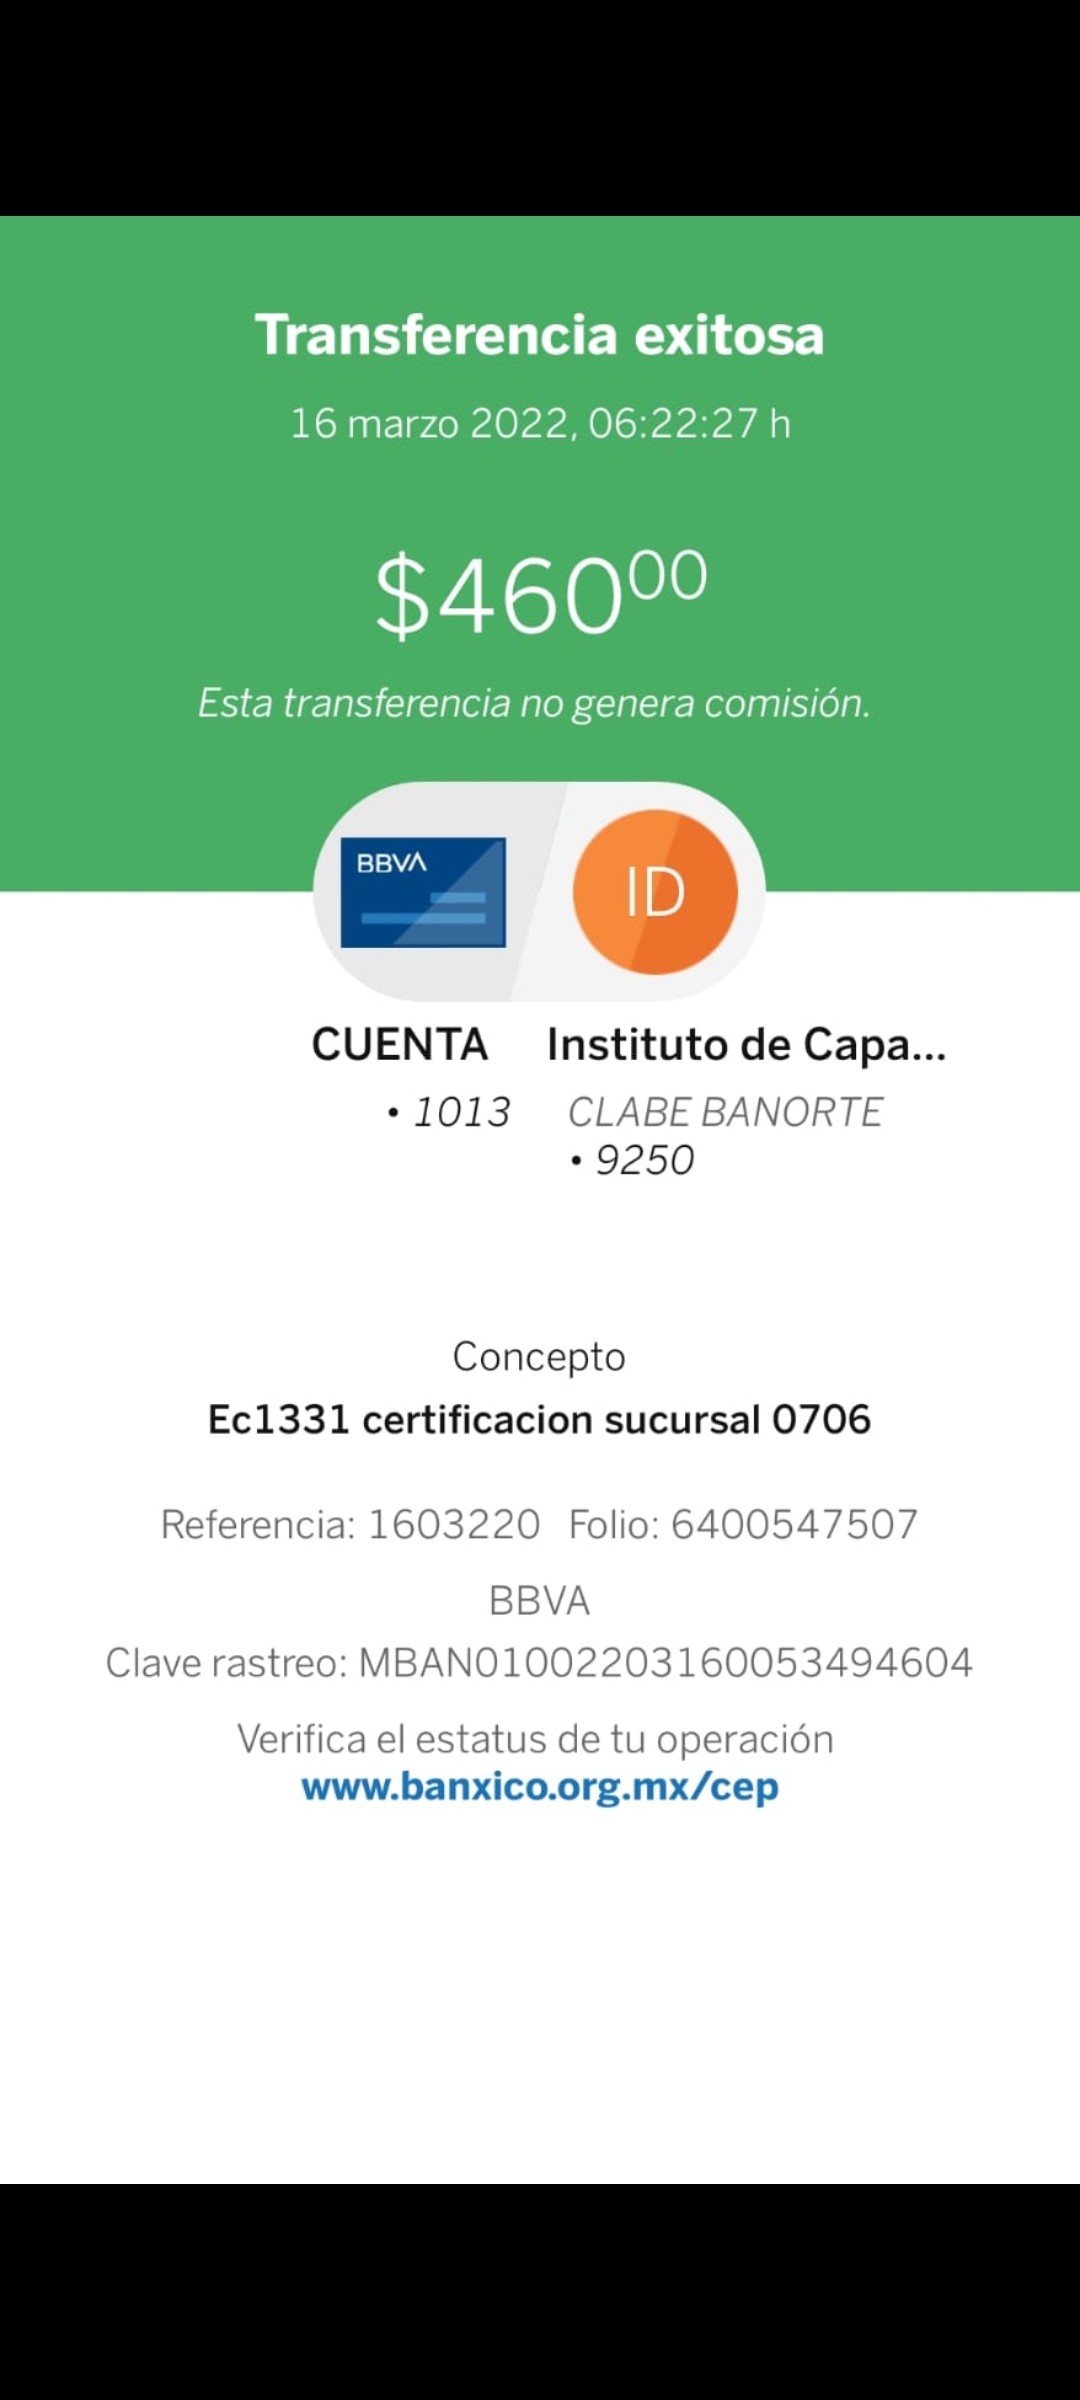 Transferencia exitosa
16 marzo 2022, 06:22:27 h
$460.00
Esta transferencia no genera comisión.
BBVA
ID
CUENTA
• 1013
Instituto de Capa...
CLABE BANORTE
• 9250
Concepto
Ec1331 certificacion sucursal 0706
Referencia: 1603220 Folio: 6400547507
BBVA
Clave rastreo: MBAN01002203160053494604
Verifica el estatus de tu operación
www.banxico.org.mx/cep